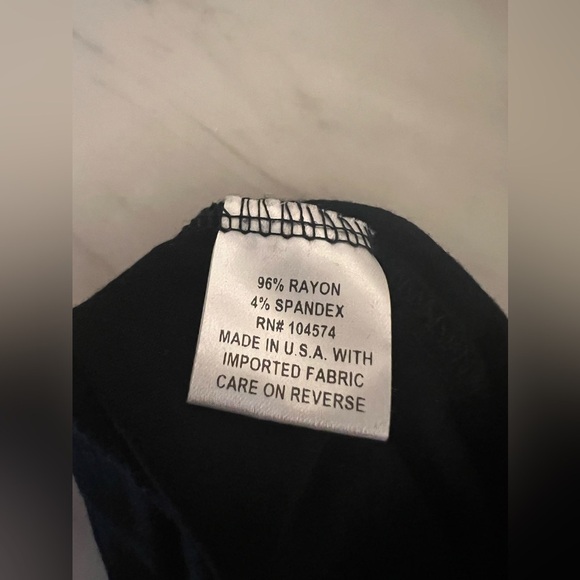 96% RAYON
4% SPANDEX
RN# 104574
MADE IN U.S.A. WITH
IMPORTED FABRIC
CARE ON REVERSE